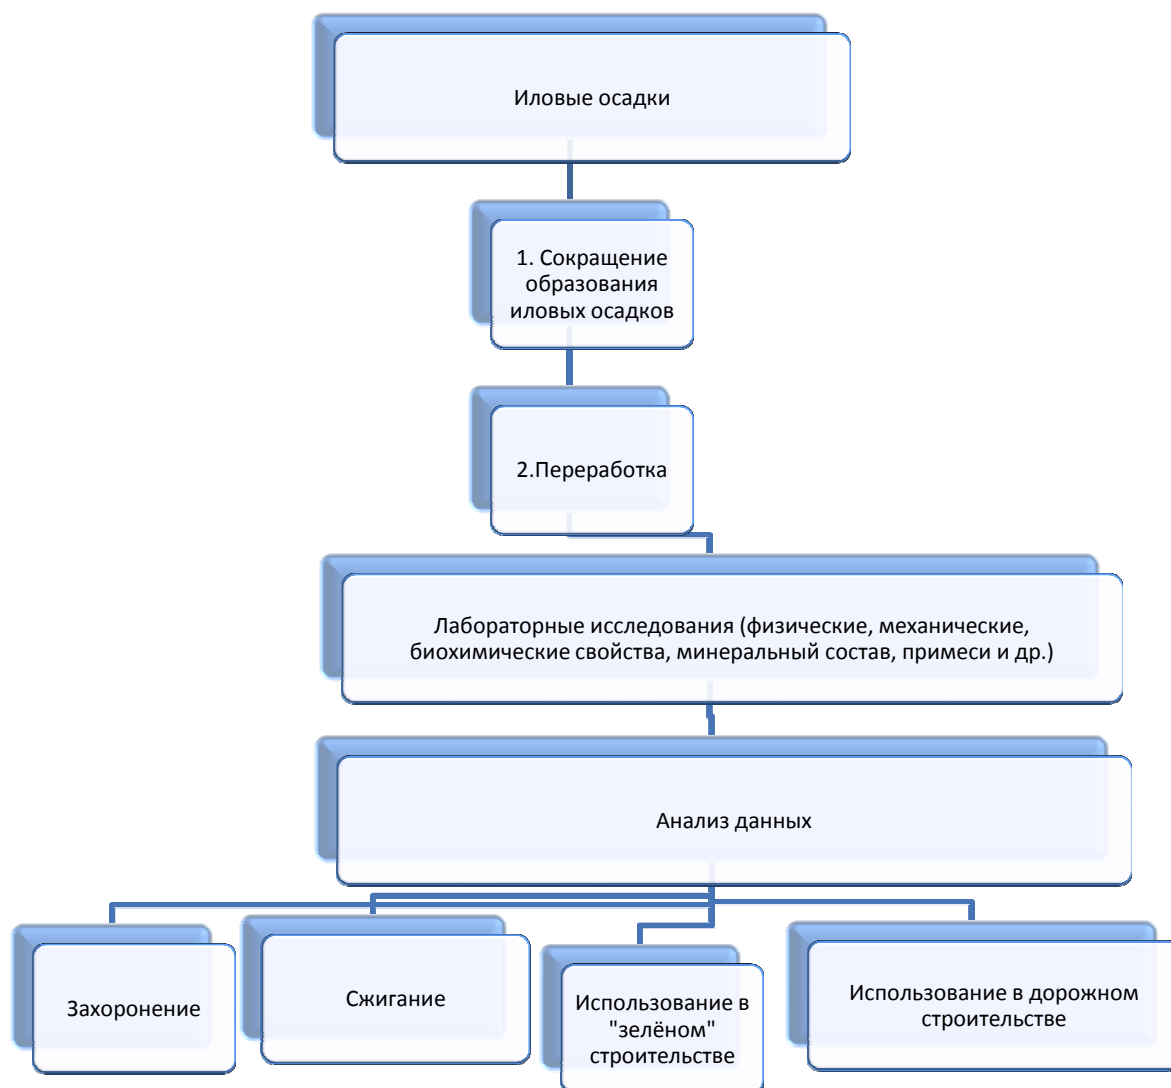 Иловые осадки
1. Сокращение
образования
иловых осадков
2.Переработка
Лабораторные исследования (физические, механические,
биохимические свойства, минеральный состав, примеси и др.)
Анализ данных
Захоронение
Сжигание
Использование в
"зелёном"
строительстве
Использование в дорожном
строительстве